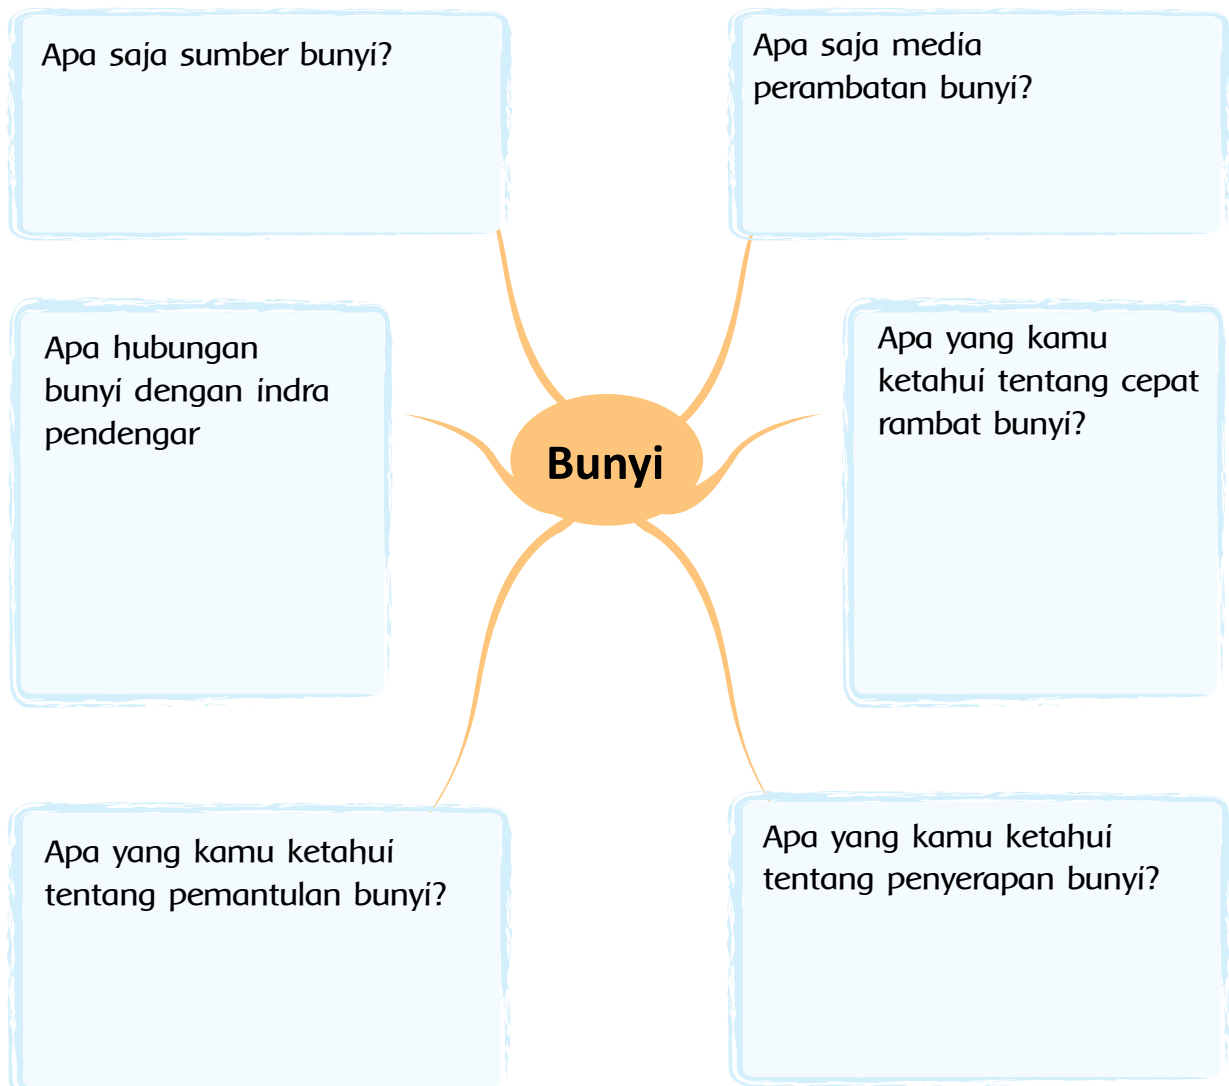 Apa saja sumber bunyi?
Apa saja media
perambatan bunyi?
Apa hubungan
bunyi dengan indra
pendengar
Apa yang kamu
ketahui tentang cepat
rambat bunyi?
Bunyi
Apa yang kamu ketahui
tentang pemantulan bunyi?
Apa yang kamu ketahui
tentang penyerapan bunyi?